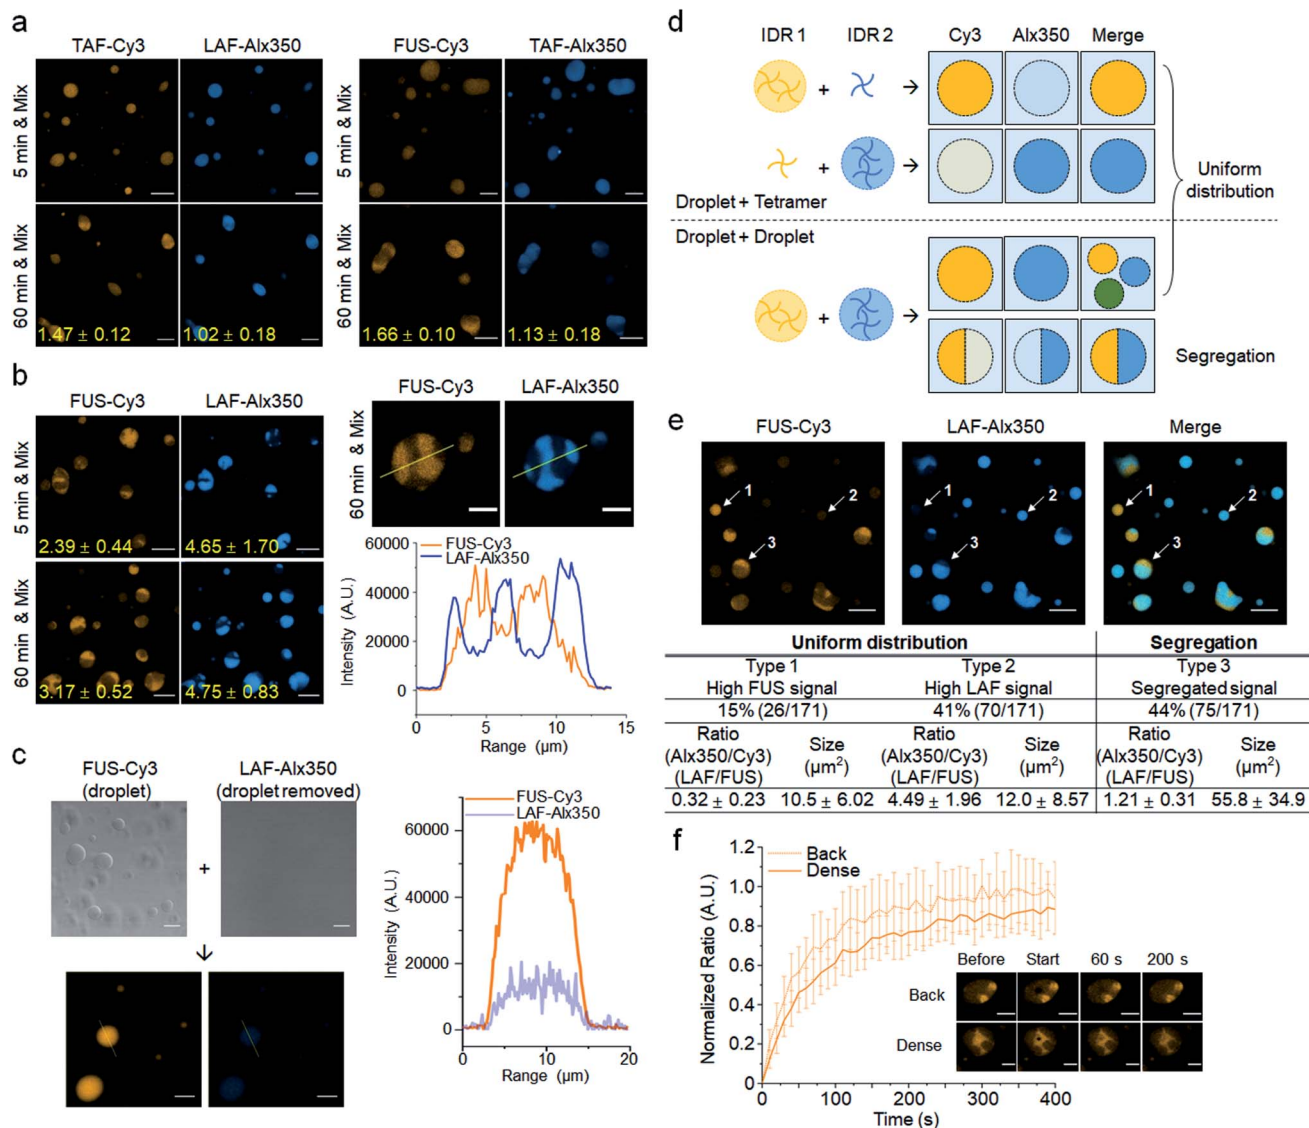 a
TAF-Cy3
LAF-Alx350
FUS-Cy3
TAF-Alx350
5 min & Mix
5 min & Mix
60 min & Mix
60 min & Mix
1.47 ± 0.12
1.02 ± 0.18
1.66 ± 0.10
1.13 ± 0.18
b
FUS-Cy3
LAF-Alx350
5 min & Mix
2.39 ± 0.44
4.65 ± 1.70
60 min & Mix
3.17 ± 0.52
4.75 ± 0.83
FUS-Cy3
LAF-Alx350
60 min & Mix
FUS-Cy3
LAF-Alx350
Intensity (A.U.)
60000
40000
20000
0
0 5 10 15
Range (μm)
c
FUS-Cy3
(droplet)
LAF-Alx350
(droplet removed)
+
FUS-Cy3
LAF-Alx350
Intensity (A.U.)
60000
40000
20000
0
0 10 20
Range (μm)
d
IDR 1
IDR 2
Cy3
Alx350
Merge
+
+
Droplet + Tetramer
Uniform
distribution
Droplet + Droplet
+
Segregation
e
FUS-Cy3
LAF-Alx350
Merge
1
2
3
1
2
3
1
2
3
Uniform distribution
Segregation
Type 1
High FUS signal
Type 2
High LAF signal
Type 3
Segregated signal
15% (26/171)
41% (70/171)
44% (75/171)
Ratio
(Alx350/Cy3)
(LAF/FUS)
Size
(μm²)
Ratio
(Alx350/Cy3)
(LAF/FUS)
Size
(μm²)
Ratio
(Alx350/Cy3)
(LAF/FUS)
Size
(μm²)
0.32 ± 0.23
10.5 ± 6.02
4.49 ± 1.96
12.0 ± 8.57
1.21 ± 0.31
55.8 ± 34.9
f
Back
Dense
Normalized Ratio (A.U.)
1.2
1.0
0.8
0.6
0.4
0.2
0
0 100 200 300 400
Time (s)
Before
Start
60 s
200 s
Back
Dense